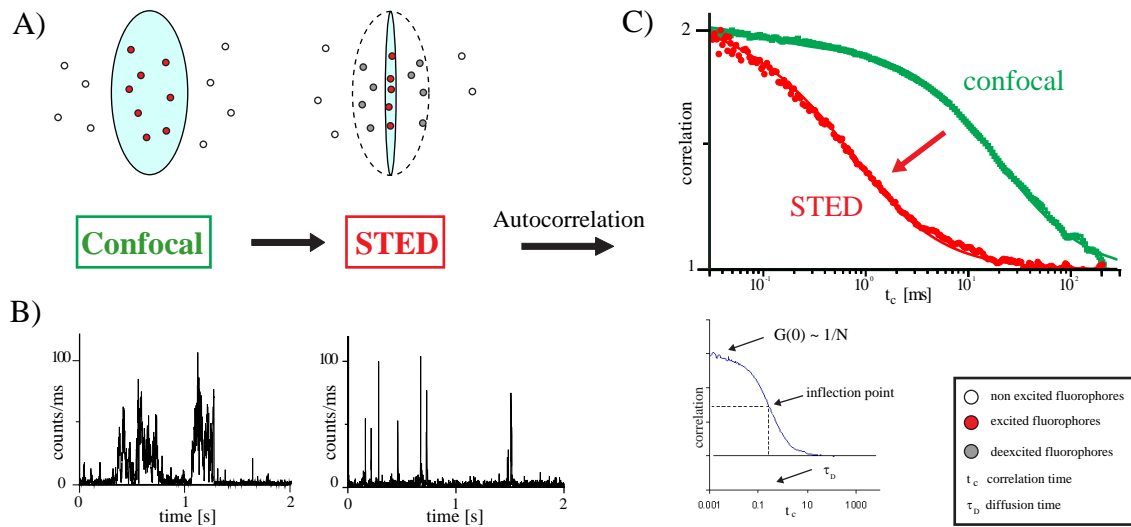 A)
Confocal
STED
Autocorrelation
B)
counts/ms
100
50
0
0
1
2
time [s]
counts/ms
100
50
0
0
1
2
time [s]
C)
correlation
2
1
confocal
STED
10⁻¹
10⁰
10¹
10²
t_c [ms]
G(0) ~ 1/N
inflection point
correlation
τ_D
0.001
0.1
10
1000
t_c
non excited fluorophores
excited fluorophores
deexcited fluorophores
t_c correlation time
τ_D diffusion time